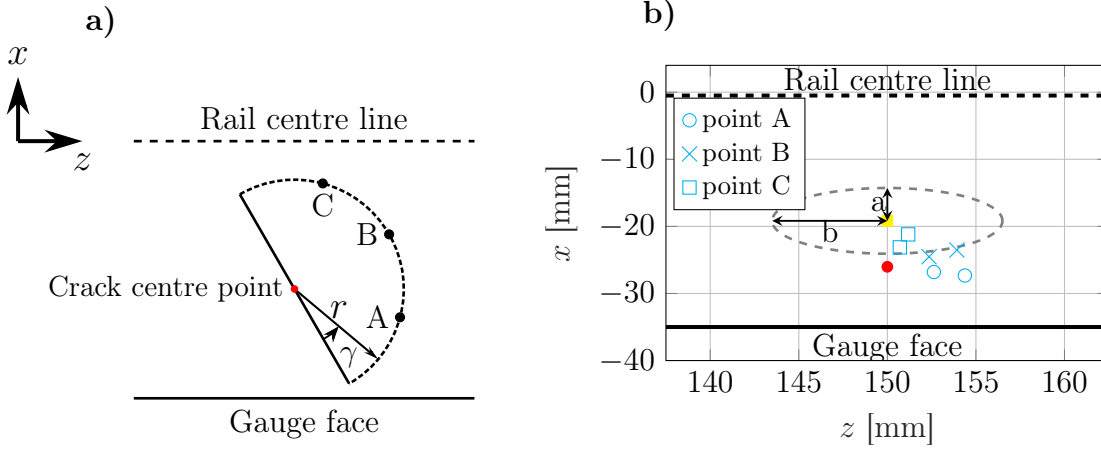 a)
x
z
Rail centre line
C
B
Crack centre point
r
A
γ
Gauge face
b)
Rail centre line
point A
point B
point C
a
b
Gauge face
0
−10
−20
−30
−40
x [mm]
140
145
150
155
160
z [mm]